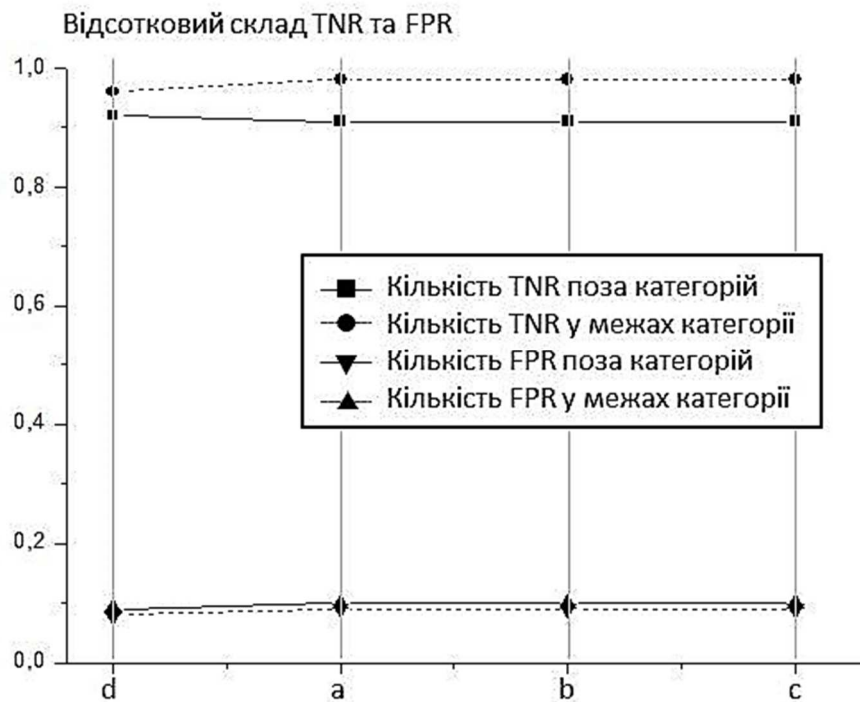 Відсотковий склад TNR та FPR
1,0
0,8
0,6
0,4
0,2
0,0
Кількість TNR поза категорій
Кількість TNR у межах категорії
Кількість FPR поза категорій
Кількість FPR у межах категорії
d a b c